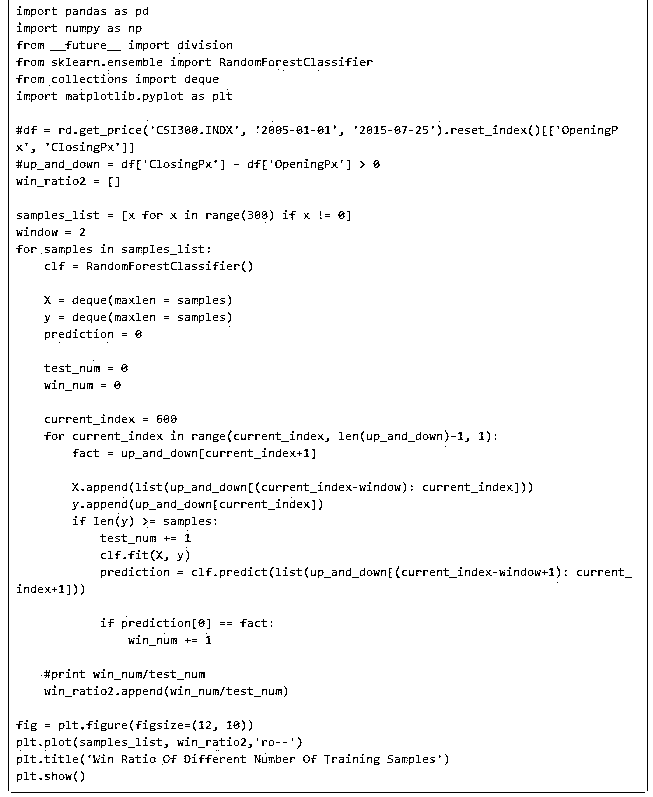 import pandas as pd
import numpy as np
from __future__ import division
from sklearn.ensemble import RandomForestClassifier
from collections import deque
import matplotlib.pyplot as plt
#df = rd.get_price('CSI300.INDX', '2005-01-01', '2015-07-25').reset_index()[['OpeningP
x', 'ClosingPx']]
#up_and_down = df['ClosingPx'] - df['OpeningPx'] > 0
win_ratio2 = []
samples_list = [x for x in range(300) if x != 0]
window = 2
for samples in samples_list:
    clf = RandomForestClassifier()
    X = deque(maxlen = samples)
    y = deque(maxlen = samples)
    prediction = 0
    test_num = 0
    win_num = 0
    current_index = 600
    for current_index in range(current_index, len(up_and_down)-1, 1):
        fact = up_and_down[current_index+1]
        X.append(list(up_and_down[(current_index-window): current_index]))
        y.append(up_and_down[current_index])
        if len(y) >= samples:
            test_num += 1
            clf.fit(X, y)
            prediction = clf.predict(list(up_and_down[(current_index-window+1): current_
index+1]))
            if prediction[0] == fact:
                win_num += 1
    #print win_num/test_num
    win_ratio2.append(win_num/test_num)
fig = plt.figure(figsize=(12, 10))
plt.plot(samples_list, win_ratio2,'ro--')
plt.title('Win Ratio Of Different Number Of Training Samples')
plt.show()